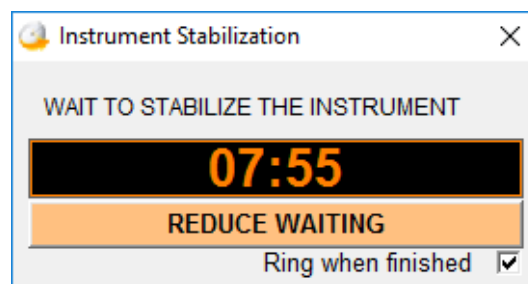 Instrument Stabilization
WAIT TO STABILIZE THE INSTRUMENT
07:55
REDUCE WAITING
Ring when finished